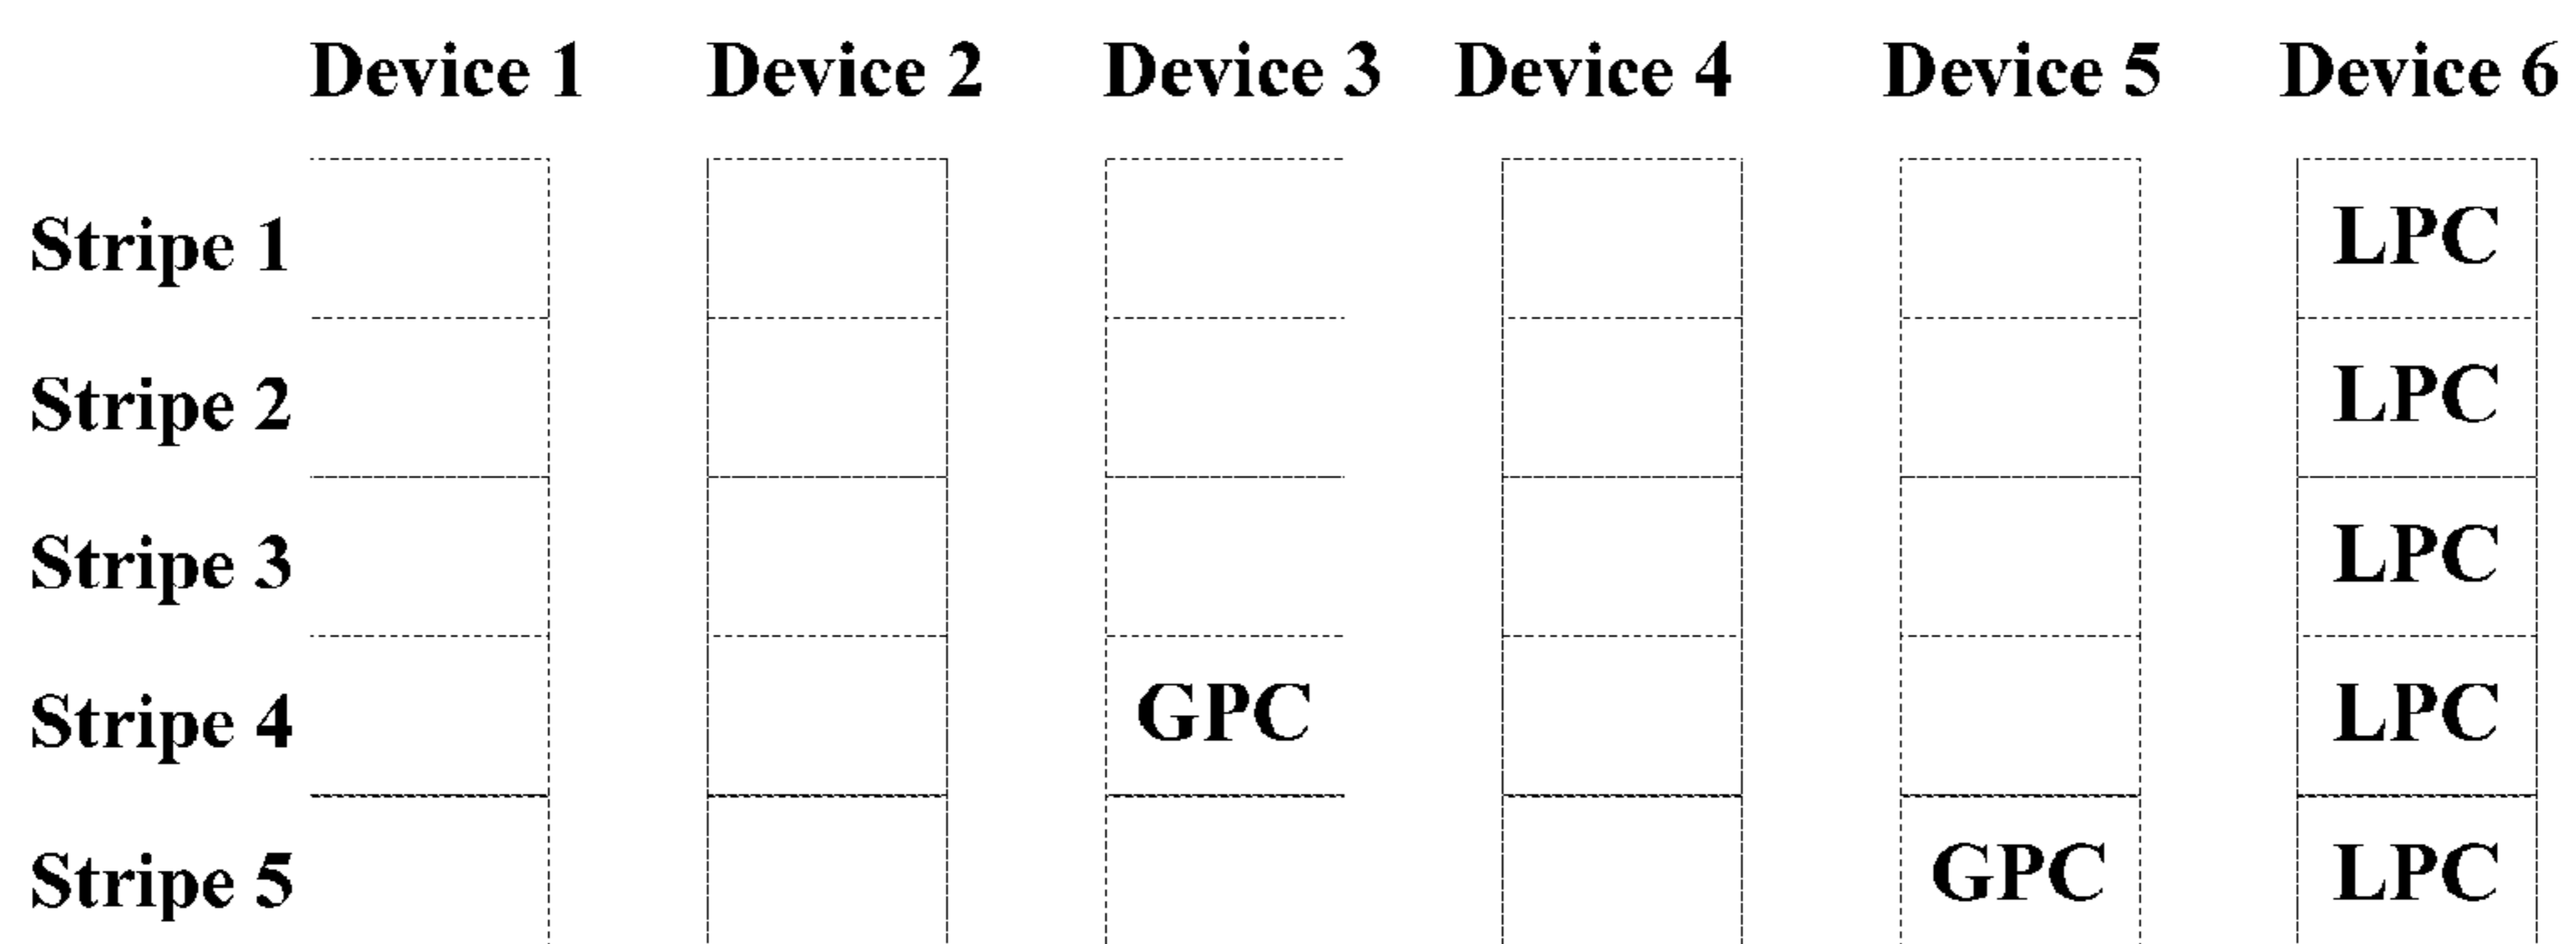 Device 1 Device 2 Device 3 Device 4 Device 5 Device 6
Stripe 1 LPC
Stripe 2 LPC
Stripe 3 LPC
Stripe 4 GPC LPC
Stripe 5 GPC LPC